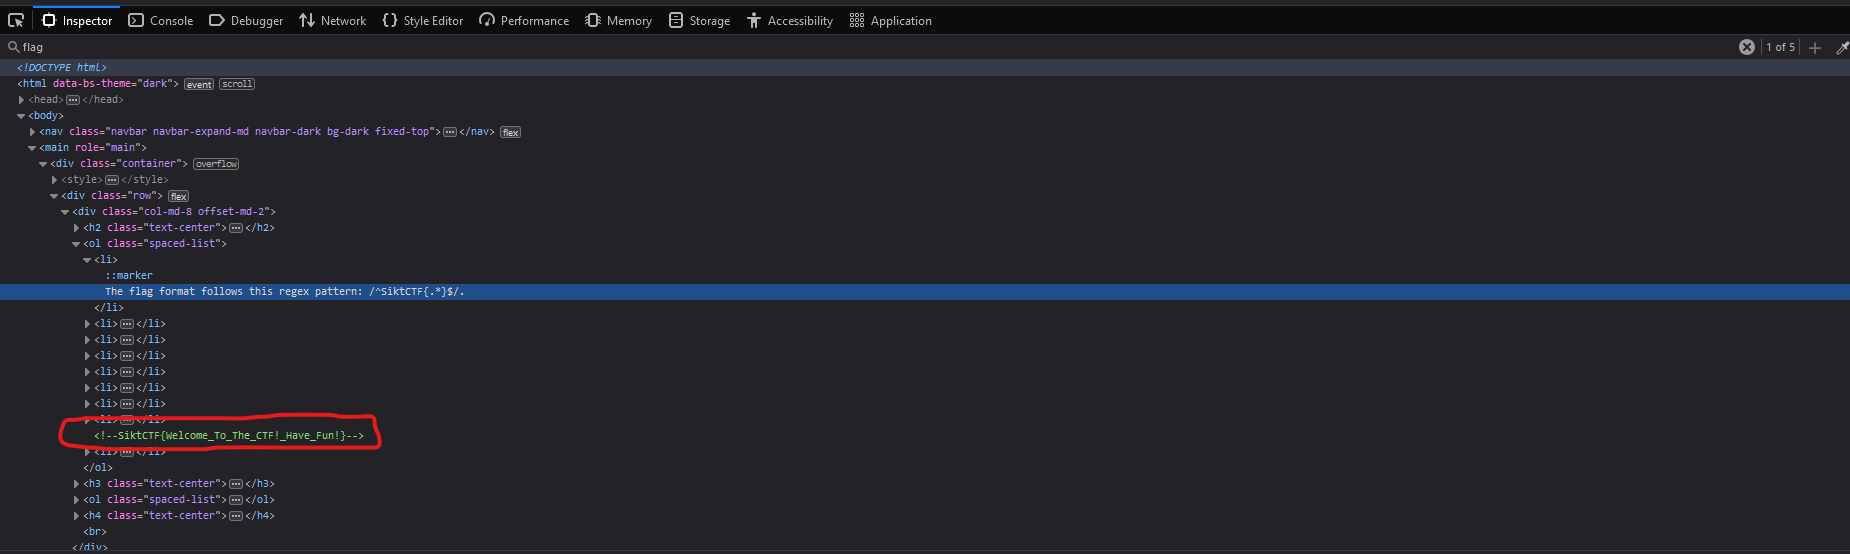 Inspector Console Debugger Network Style Editor Performance Memory Storage Accessibility Application
flag 1 of 5
<!DOCTYPE html>
<html data-bs-theme="dark"> event scroll
<head> ••• </head>
<body>
<nav class="navbar navbar-expand-md navbar-dark bg-dark fixed-top"> ••• </nav> flex
<main role="main">
<div class="container"> overflow
<style> ••• </style>
<div class="row"> flex
<div class="col-md-8 offset-md-2">
<h2 class="text-center"> ••• </h2>
<ol class="spaced-list">
<li>
::marker
The flag format follows this regex pattern: /^SiktCTF{.*}$/.
</li>
<li> ••• </li>
<li> ••• </li>
<li> ••• </li>
<li> ••• </li>
<li> ••• </li>
<li> ••• </li>
<li> ••• </li>
<!--SiktCTF{Welcome_To_The_CTF!_Have_Fun!}-->
<li> ••• </li>
</ol>
<h3 class="text-center"> ••• </h3>
<ol class="spaced-list"> ••• </ol>
<h4 class="text-center"> ••• </h4>
<br>
</div>